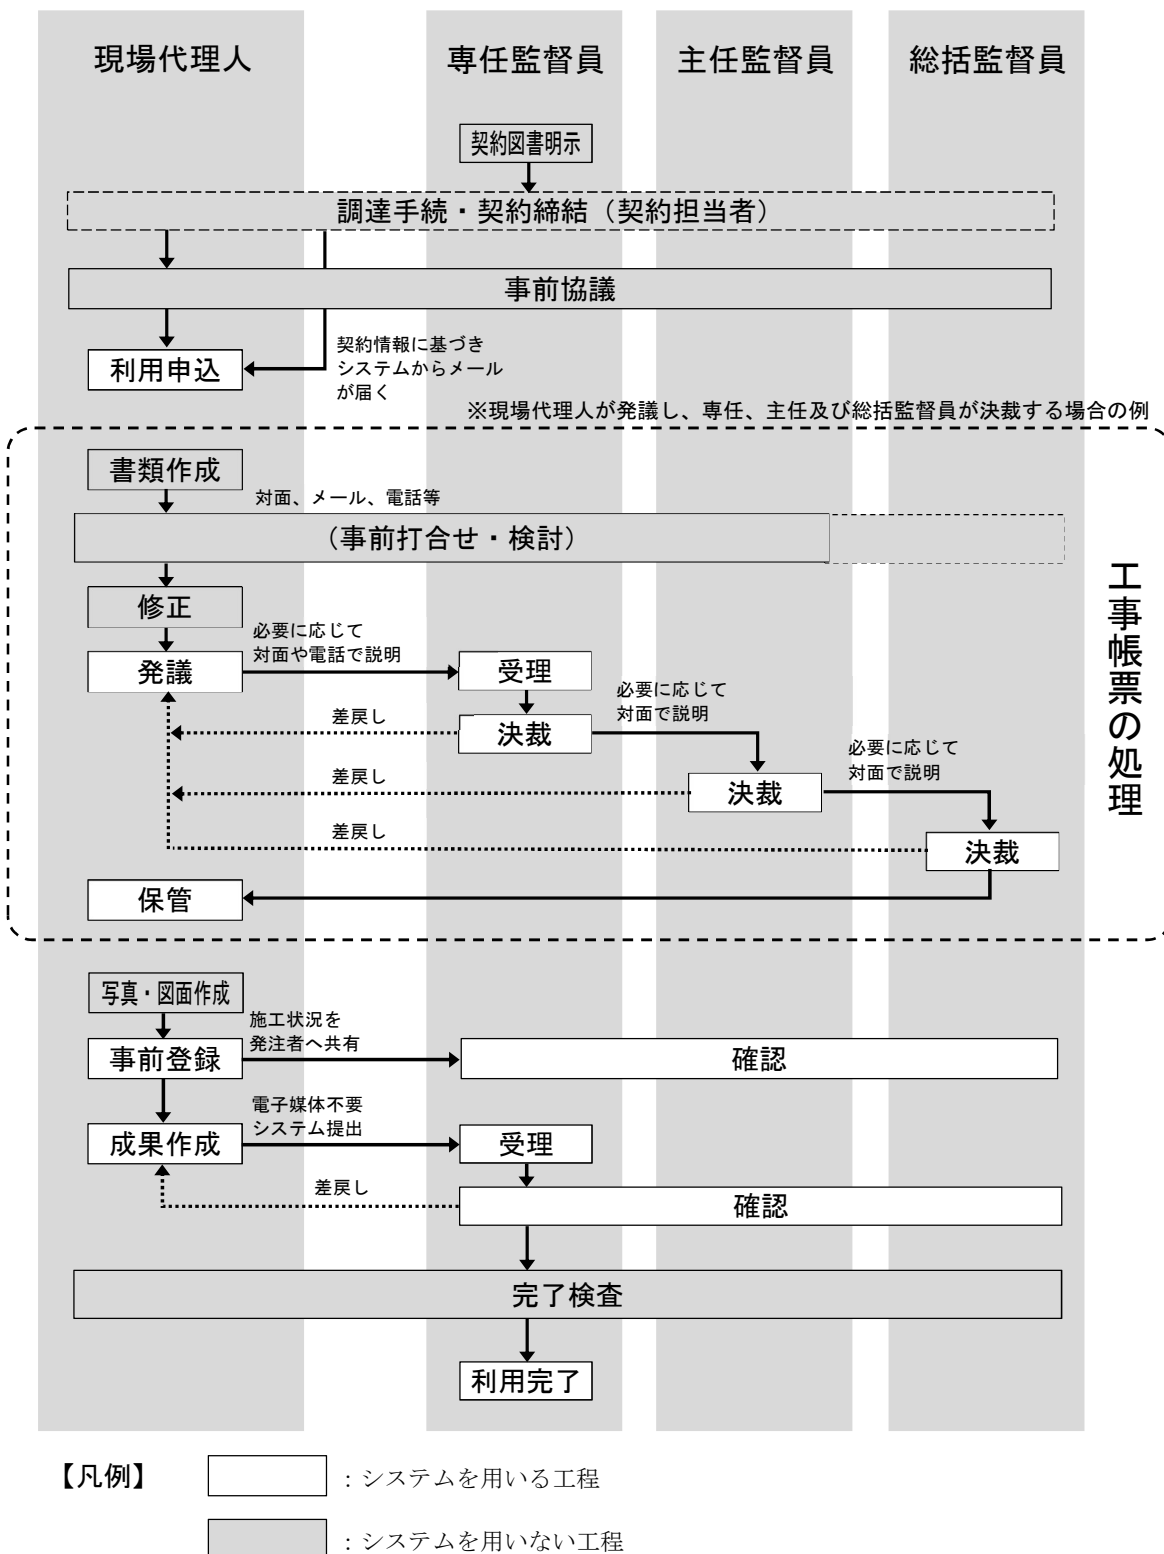 現場代理人
専任監督員
主任監督員
総括監督員
契約図書明示
調達手続・契約締結（契約担当者）
事前協議
利用申込
契約情報に基づき
システムからメール
が届く
※現場代理人が発議し、専任、主任及び総括監督員が決裁する場合の例
工事帳票の処理
書類作成
対面、メール、電話等
（事前打合せ・検討）
修正
必要に応じて
対面や電話で説明
発議
受理
必要に応じて
対面で説明
差戻し
決裁
必要に応じて
対面で説明
差戻し
決裁
差戻し
決裁
保管
写真・図面作成
施工状況を
発注者へ共有
事前登録
確認
電子媒体不要
システム提出
成果作成
受理
差戻し
確認
完了検査
利用完了
【凡例】
：システムを用いる工程
：システムを用いない工程